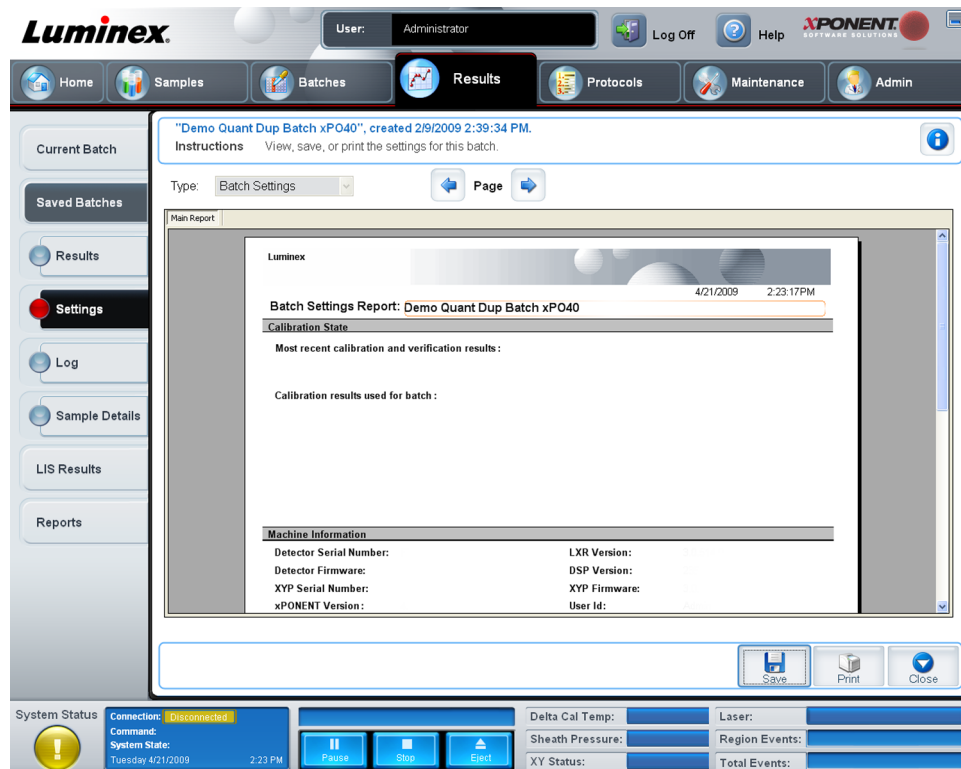 Luminex.
User: Administrator
Log Off
Help
XPONENT.
SOFTWARE SOLUTIONS
Home
Samples
Batches
Results
Protocols
Maintenance
Admin
Current Batch
Saved Batches
Results
Settings
Log
Sample Details
LIS Results
Reports
"Demo Quant Dup Batch xPO40", created 2/9/2009 2:39:34 PM.
Instructions View, save, or print the settings for this batch.
Type: Batch Settings
Page
Main Report
Luminex
4/21/2009 2:23:17PM
Batch Settings Report: Demo Quant Dup Batch xPO40
Calibration State
Most recent calibration and verification results :
Calibration results used for batch :
Machine Information
Detector Serial Number: LXR Version:
Detector Firmware: DSP Version:
XYP Serial Number: XYP Firmware:
xPONENT Version: User Id:
Save
Print
Close
System Status
Connection: Disconnected
Command:
System State:
Tuesday 4/21/2009 2:23 PM
Pause
Stop
Eject
Delta Cal Temp: Laser:
Sheath Pressure: Region Events:
XY Status: Total Events: